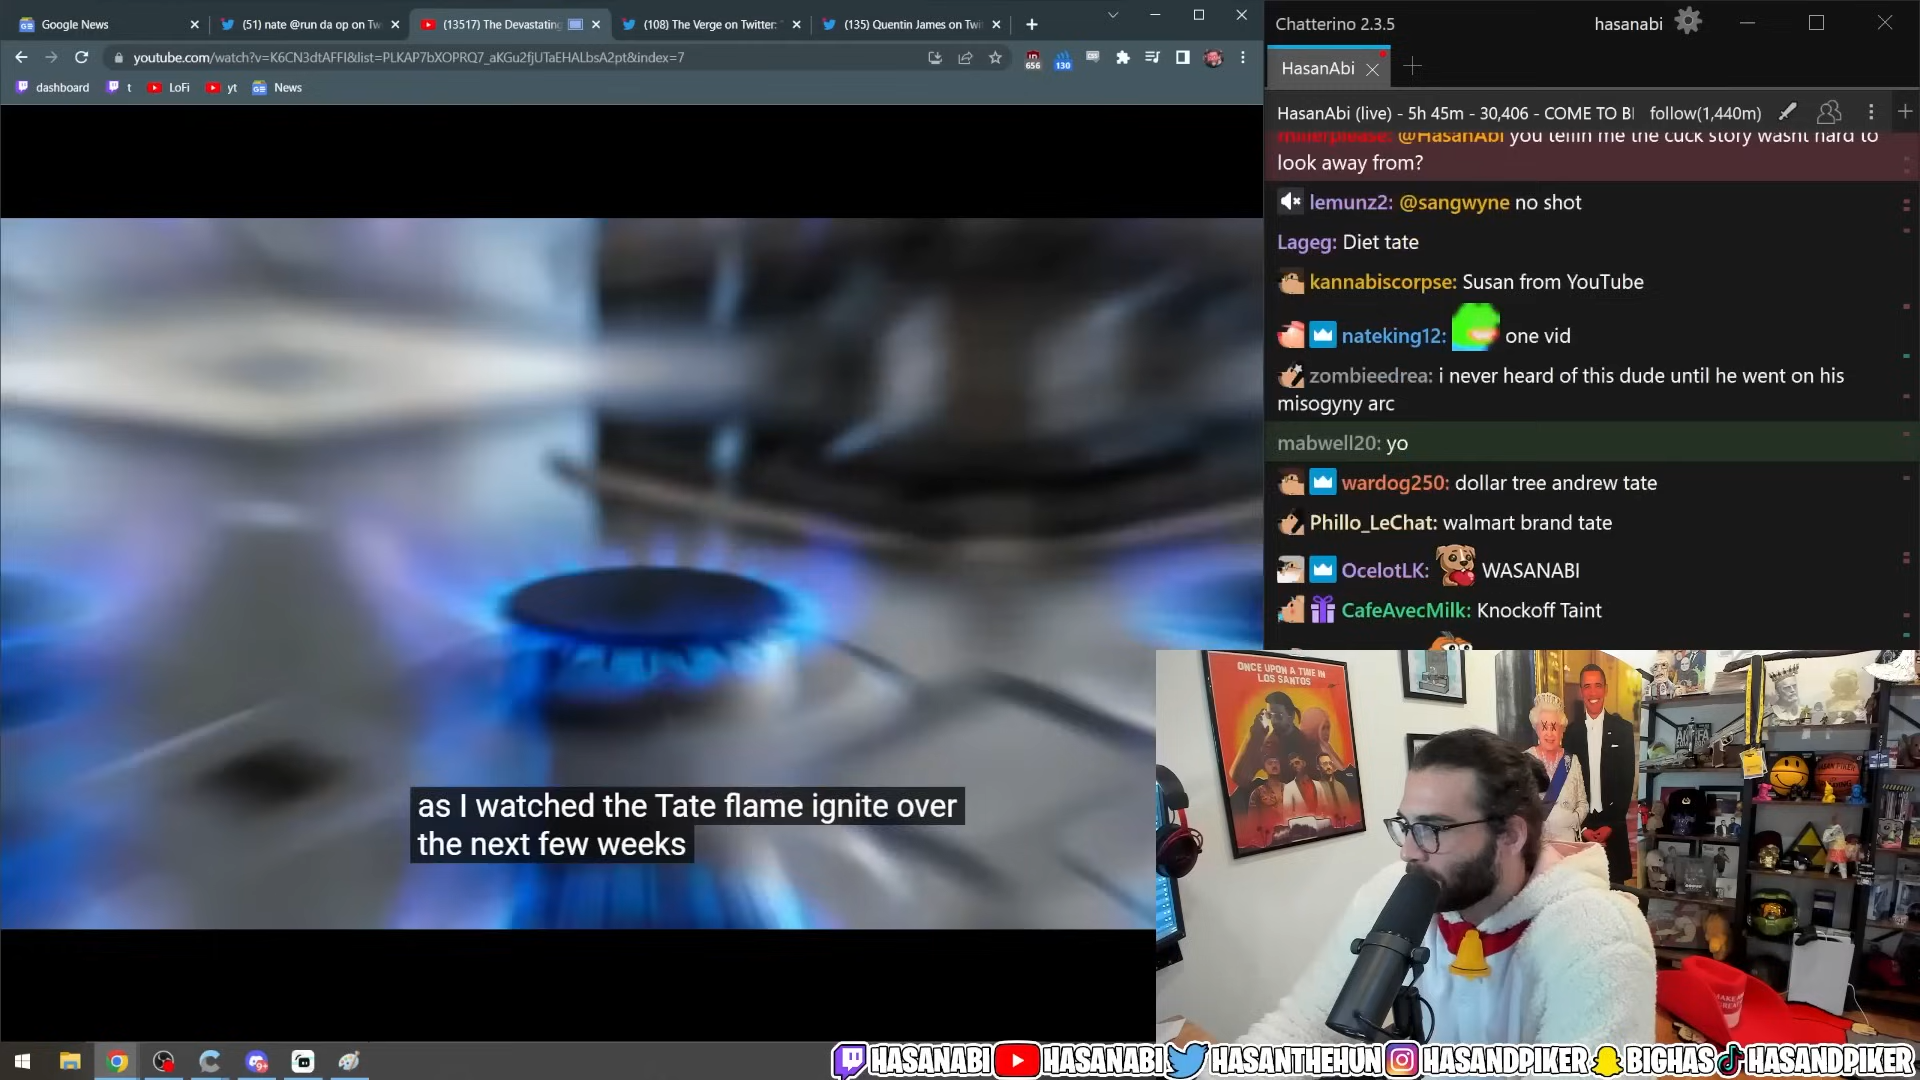 Google News
(51) nate @run da op on Tw
(13517) The Devastating
(108) The Verge on Twitter:
(135) Quentin James on Twi
youtube.com/watch?v=K6CN3dtAFFI&list=PLKAP7bXOPRQ7_aKGu2fjUTaEHALbsA2pt&index=7
656
130
dashboard
t
LoFi
yt
News
as I watched the Tate flame ignite over
the next few weeks
Chatterino 2.3.5
hasanabi
HasanAbi
HasanAbi (live) - 5h 45m - 30,406 - COME TO B
follow(1,440m)
millerplease: @HasanAbi you tellin me the cuck story wasnt hard to
look away from?
lemunz2: @sangwyne no shot
Lageg: Diet tate
kannabiscorpse: Susan from YouTube
nateking12: one vid
zombieedrea: i never heard of this dude until he went on his
misogyny arc
mabwell20: yo
wardog250: dollar tree andrew tate
Phillo_LeChat: walmart brand tate
OcelotLK: WASANABI
CafeAvecMilk: Knockoff Taint
ONCE UPON A TIME IN
LOS SANTOS
HASANABI HASANABI HASANTHEHUN HASANDPIKER BIGHAS HASANDPIKER